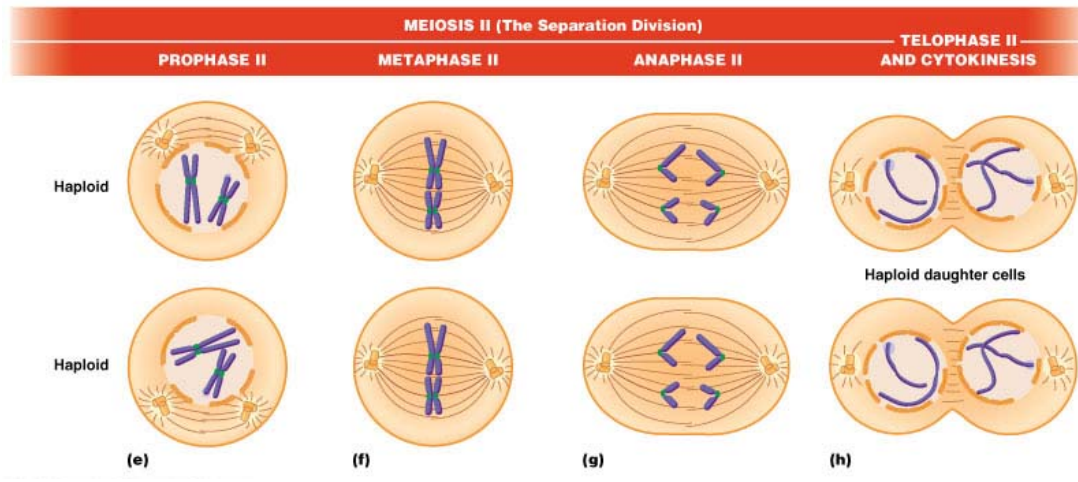 MEIOSIS II (The Separation Division)
PROPHASE II
METAPHASE II
ANAPHASE II
TELOPHASE II
AND CYTOKINESIS
Haploid
Haploid daughter cells
Haploid
(e)
(f)
(g)
(h)